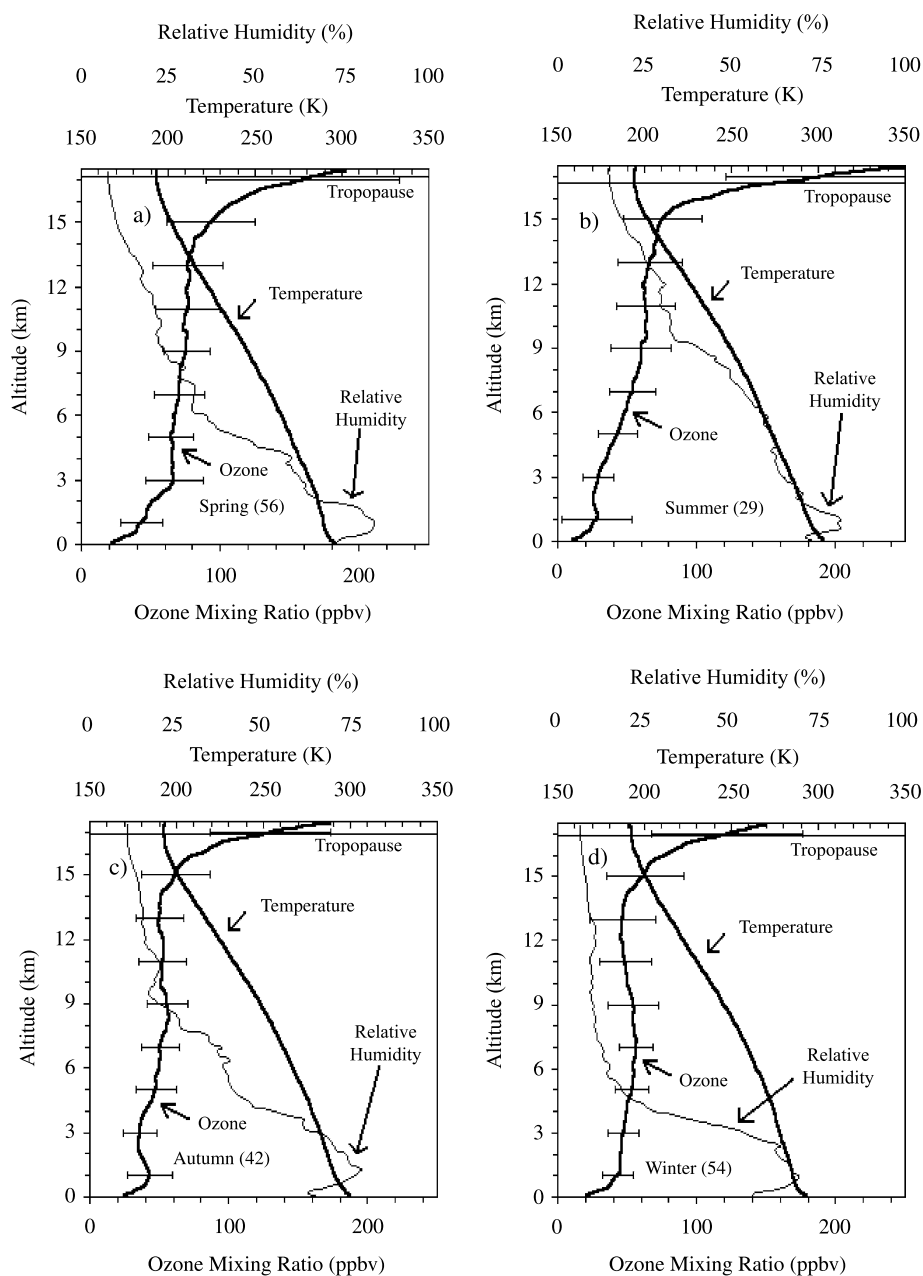 Relative Humidity (%)
0 25 50 75 100
Temperature (K)
150 200 250 300 350
Tropopause
a)
15
12
9
6
3
0
Altitude (km)
Temperature
Relative
Humidity
Ozone
Spring (56)
0 100 200
Ozone Mixing Ratio (ppbv)
Relative Humidity (%)
0 25 50 75 100
Temperature (K)
150 200 250 300 350
Tropopause
b)
15
12
9
6
3
0
Altitude (km)
Temperature
Relative
Humidity
Ozone
Summer (29)
0 100 200
Ozone Mixing Ratio (ppbv)
Relative Humidity (%)
0 25 50 75 100
Temperature (K)
150 200 250 300 350
Tropopause
c)
15
12
9
6
3
0
Altitude (km)
Temperature
Relative
Humidity
Ozone
Autumn (42)
0 100 200
Ozone Mixing Ratio (ppbv)
Relative Humidity (%)
0 25 50 75 100
Temperature (K)
150 200 250 300 350
Tropopause
d)
15
12
9
6
3
0
Altitude (km)
Temperature
Relative
Humidity
Ozone
Winter (54)
0 100 200
Ozone Mixing Ratio (ppbv)